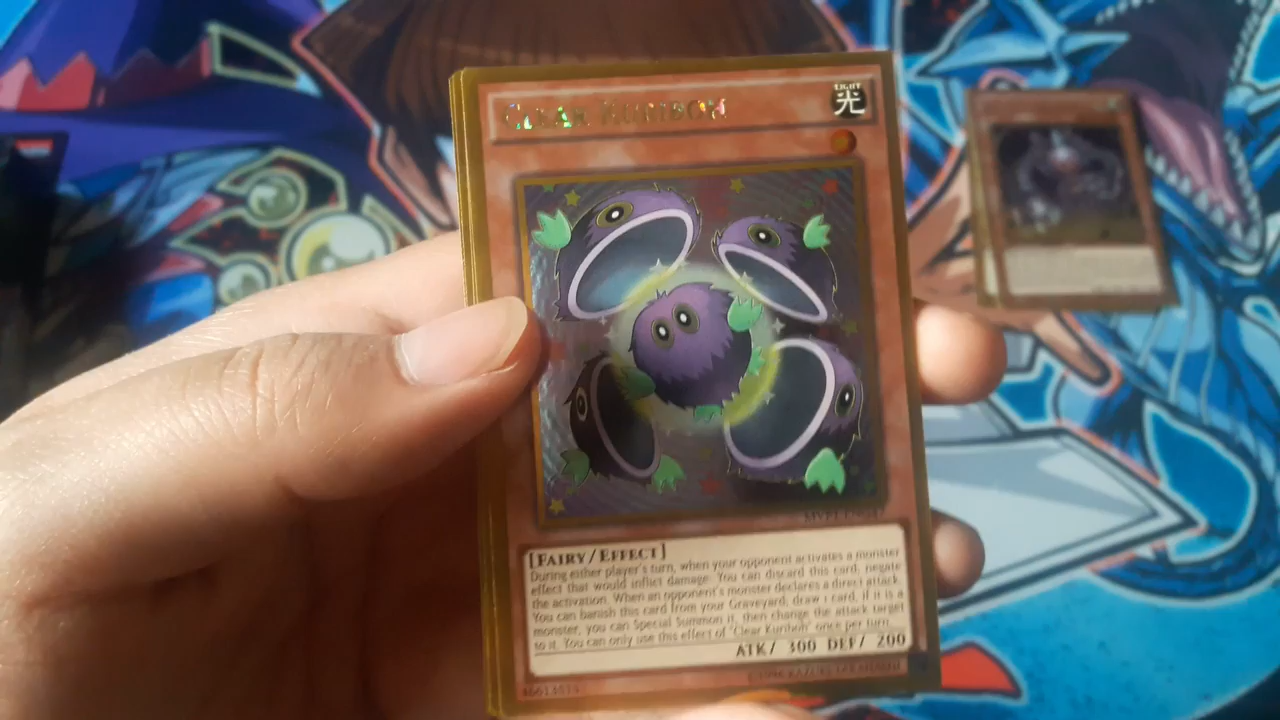 CLEAR KURIBOH
LIGHT
光
[FAIRY/EFFECT]
During either player's turn, when your opponent activates a monster
effect that would inflict damage: You can discard this card; negate
the activation. When an opponent's monster declares a direct attack:
You can banish this card from your Graveyard; draw 1 card, if it is a
monster, you can Special Summon it, then change the attack target
to it. You can only use this effect of "Clear Kuriboh" once per turn.
ATK/ 300 DEF/ 200
KAZUKI TAKAHASHI